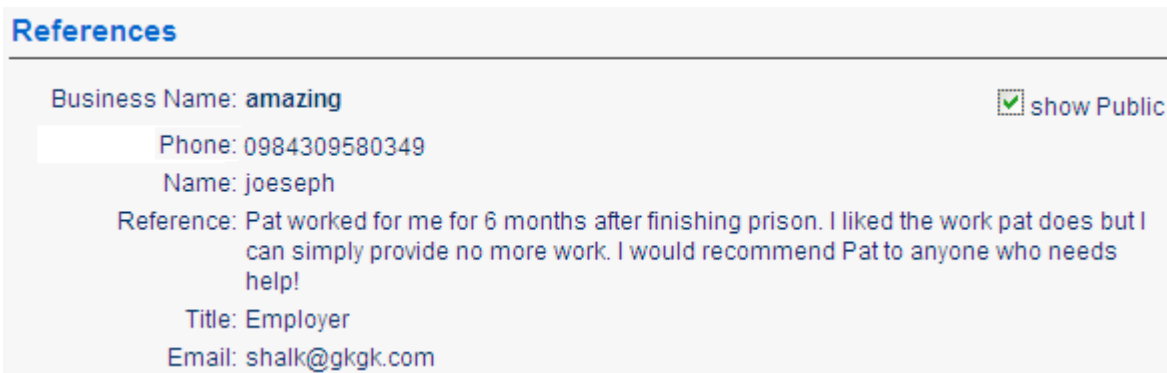 References
Business Name: amazing
show Public
Phone: 0984309580349
Name: joeseph
Reference: Pat worked for me for 6 months after finishing prison. I liked the work pat does but I
can simply provide no more work. I would recommend Pat to anyone who needs
help!
Title: Employer
Email: shalk@gkgk.com